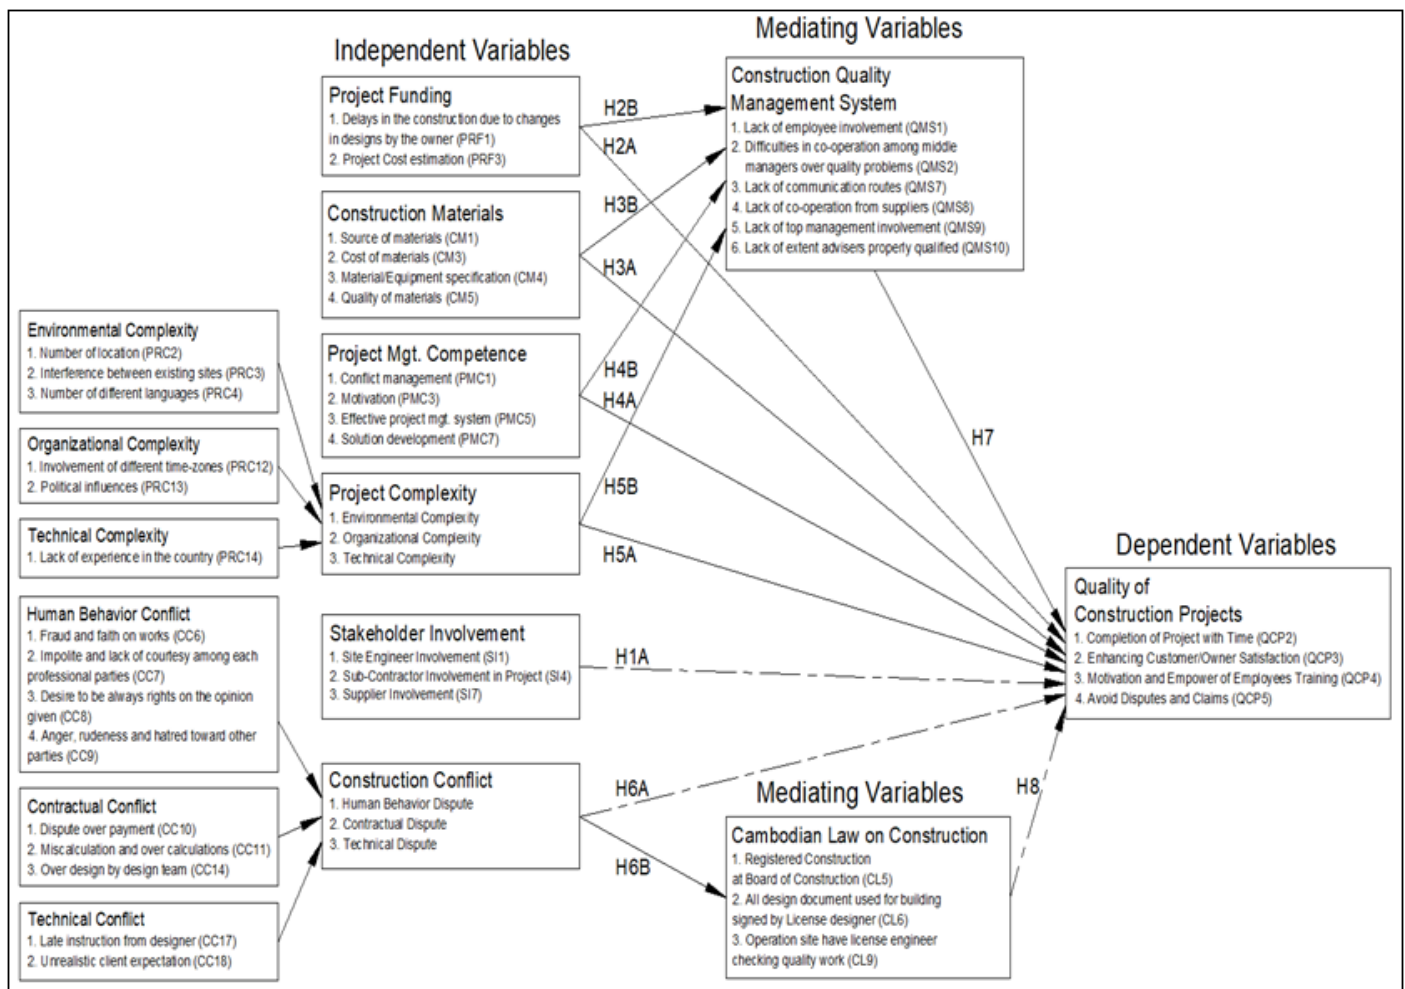 Mediating Variables
Independent Variables
Project Funding
1. Delays in the construction due to changes
in designs by the owner (PRF1)
2. Project Cost estimation (PRF3)
Construction Quality
Management System
1. Lack of employee involvement (QMS1)
2. Difficulties in co-operation among middle
managers over quality problems (QMS2)
3. Lack of communication routes (QMS7)
4. Lack of co-operation from suppliers (QMS8)
5. Lack of top management involvement (QMS9)
6. Lack of extent advisers properly qualified (QMS10)
H2B
H2A
H3B
H3A
Construction Materials
1. Source of materials (CM1)
2. Cost of materials (CM3)
3. Material/Equipment specification (CM4)
4. Quality of materials (CM5)
Environmental Complexity
1. Number of location (PRC2)
2. Interference between existing sites (PRC3)
3. Number of different languages (PRC4)
Project Mgt. Competence
1. Conflict management (PMC1)
2. Motivation (PMC3)
3. Effective project mgt. system (PMC5)
4. Solution development (PMC7)
H4B
H4A
H7
Organizational Complexity
1. Involvement of different time-zones (PRC12)
2. Political influences (PRC13)
Project Complexity
1. Environmental Complexity
2. Organizational Complexity
3. Technical Complexity
H5B
H5A
Technical Complexity
1. Lack of experience in the country (PRC14)
Dependent Variables
Quality of
Construction Projects
1. Completion of Project with Time (QCP2)
2. Enhancing Customer/Owner Satisfaction (QCP3)
3. Motivation and Empower of Employees Training (QCP4)
4. Avoid Disputes and Claims (QCP5)
Human Behavior Conflict
1. Fraud and faith on works (CC6)
2. Impolite and lack of courtesy among each
professional parties (CC7)
3. Desire to be always rights on the opinion
given (CC8)
4. Anger, rudeness and hatred toward other
parties (CC9)
Stakeholder Involvement
1. Site Engineer Involvement (SI1)
2. Sub-Contractor Involvement in Project (SI4)
3. Supplier Involvement (SI7)
H1A
Construction Conflict
1. Human Behavior Dispute
2. Contractual Dispute
3. Technical Dispute
H6A
H6B
H8
Contractual Conflict
1. Dispute over payment (CC10)
2. Miscalculation and over calculations (CC11)
3. Over design by design team (CC14)
Mediating Variables
Cambodian Law on Construction
1. Registered Construction
at Board of Construction (CL5)
2. All design document used for building
signed by License designer (CL6)
3. Operation site have license engineer
checking quality work (CL9)
Technical Conflict
1. Late instruction from designer (CC17)
2. Unrealistic client expectation (CC18)